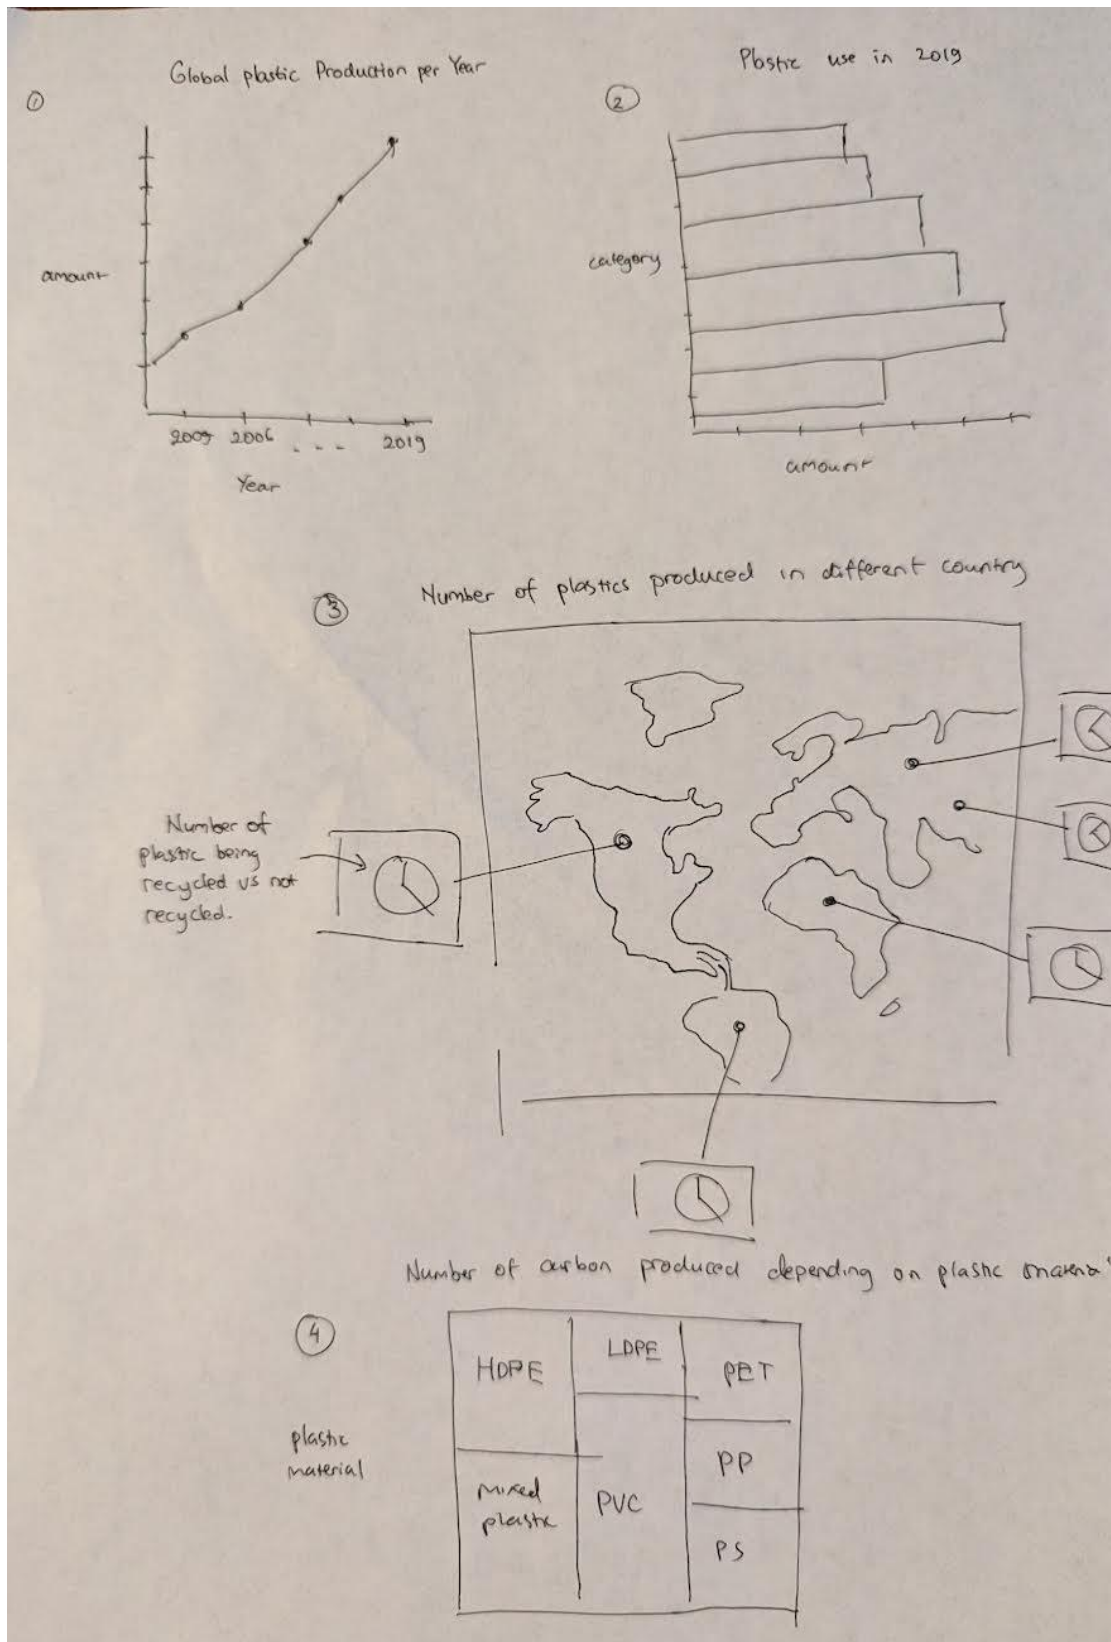 Global plastic Production per Year
①
amount
2009 2006 - - - 2019
Year
Plastic use in 2019
②
category
amount
Number of plastics produced in different country
③
Number of
plastic being
recycled vs not
recycled.
Number of carbon produced depending on plastic
④
plastic
material
HDPE
LDPE
PET
mixed
plastic
PVC
PP
PS